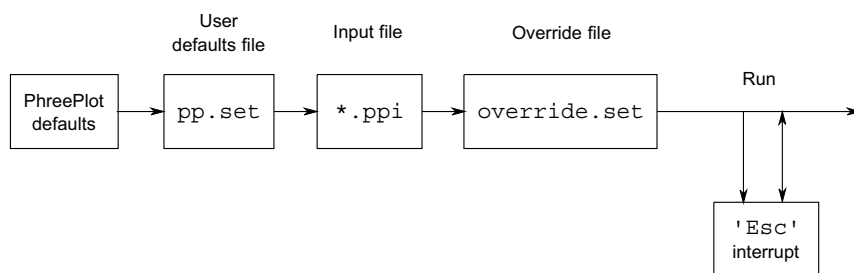 User
defaults file
Input file
Override file
Run
PhreePlot
defaults
pp.set
*.ppi
override.set
'Esc'
interrupt